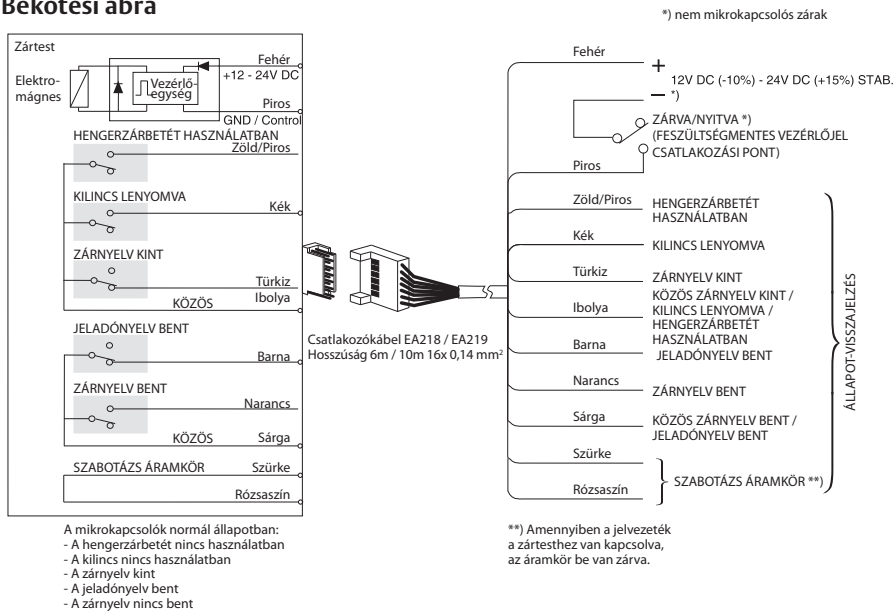 Bekötési ábra
*) nem mikrokapcsolós zárak
Zártest
Elektro-
mágnes
Vezérlő-
egység
Fehér
+12 - 24V DC
Piros
GND / Control
HENGERZÁRBETÉT HASZNÁLATBAN
Zöld/Piros
KILINCS LENYOMVA
Kék
ZÁRNYELV KINT
Türkiz
KÖZÖS
Ibolya
JELADÓNYELV BENT
Barna
ZÁRNYELV BENT
Narancs
KÖZÖS
Sárga
SZABOTÁZS ÁRAMKÖR
Szürke
Rózsaszín
A mikrokapcsolók normál állapotban:
- A hengerzárbetét nincs használatban
- A kilincs nincs használatban
- A zárnyelv kint
- A jeladónyelv bent
- A zárnyelv nincs bent
Csatlakozókábel EA218 / EA219
Hosszúság 6m / 10m 16x 0,14 mm²
Fehér
+
12V DC (-10%) - 24V DC (+15%) STAB.
– *)
ZÁRVA/NYITVA *)
(FESZÜLTSÉGMENTES VEZÉRLŐJEL
CSATLAKOZÁSI PONT)
Piros
Zöld/Piros
HENGERZÁRBETÉT
HASZNÁLATBAN
Kék
KILINCS LENYOMVA
Türkiz
ZÁRNYELV KINT
Ibolya
KÖZÖS ZÁRNYELV KINT /
KILINCS LENYOMVA /
HENGERZÁRBETÉT
HASZNÁLATBAN
Barna
JELADÓNYELV BENT
Narancs
ZÁRNYELV BENT
Sárga
KÖZÖS ZÁRNYELV BENT /
JELADÓNYELV BENT
Szürke
SZABOTÁZS ÁRAMKÖR **)
Rózsaszín
ÁLLAPOT-VISSZAJELZÉS
**) Amennyiben a jelvezeték
a zártesthez van kapcsolva,
az áramkör be van zárva.